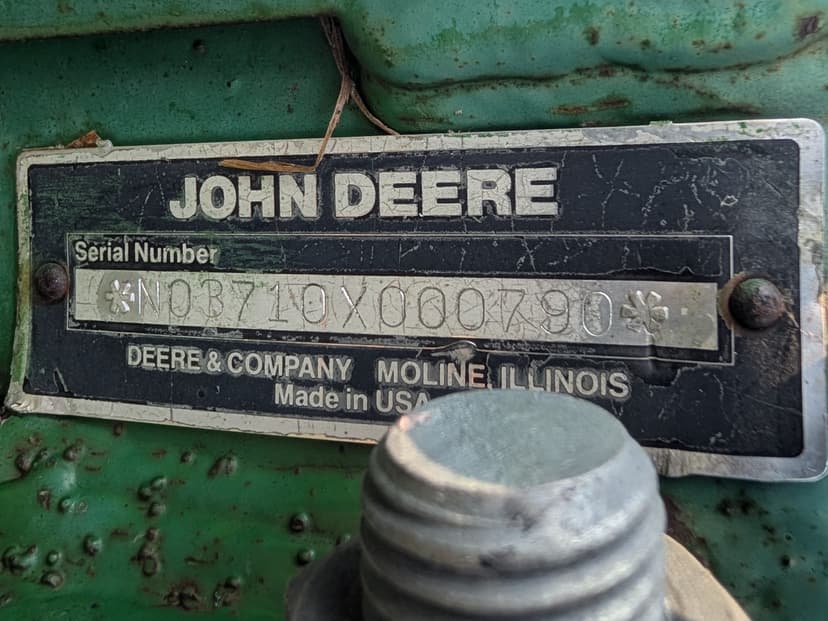 JOHN DEERE
Serial Number
*N03710X000790*
DEERE & COMPANY MOLINE, ILLINOIS
Made in USA